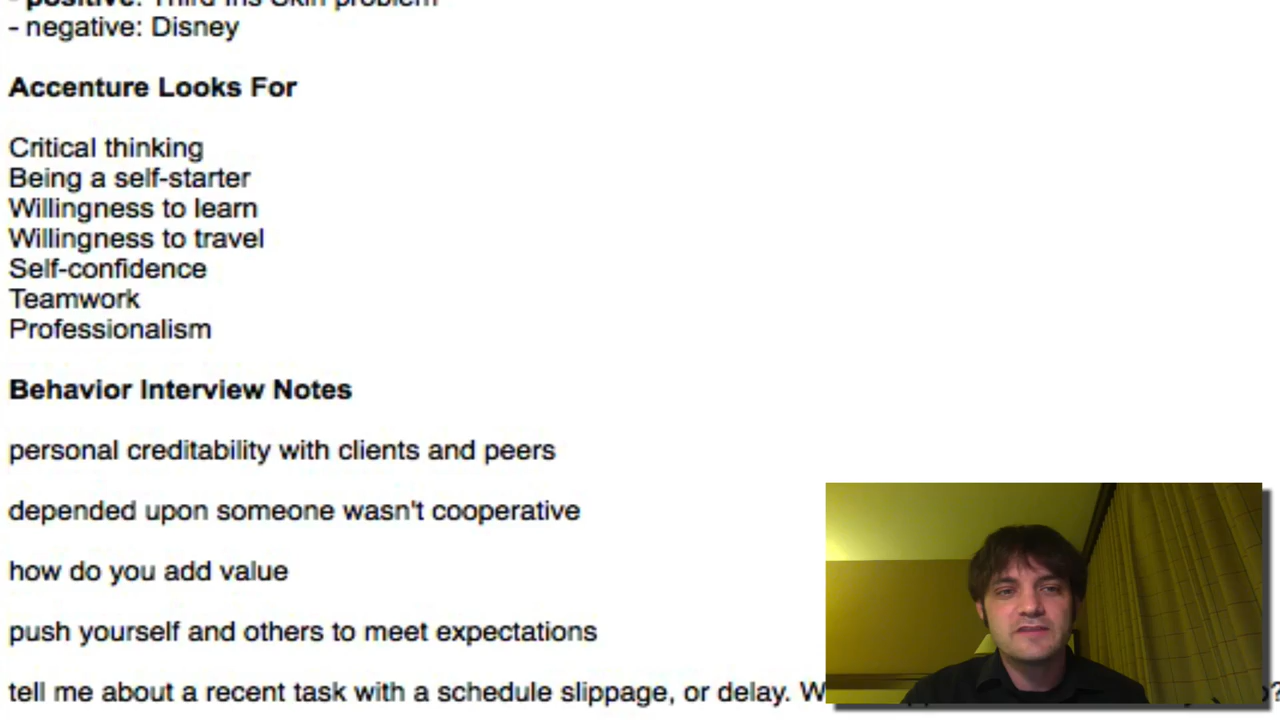 - positive: Third Iris Skin problem
- negative: Disney
Accenture Looks For
Critical thinking
Being a self-starter
Willingness to learn
Willingness to travel
Self-confidence
Teamwork
Professionalism
Behavior Interview Notes
personal creditability with clients and peers
depended upon someone wasn't cooperative
how do you add value
push yourself and others to meet expectations
tell me about a recent task with a schedule slippage, or delay.